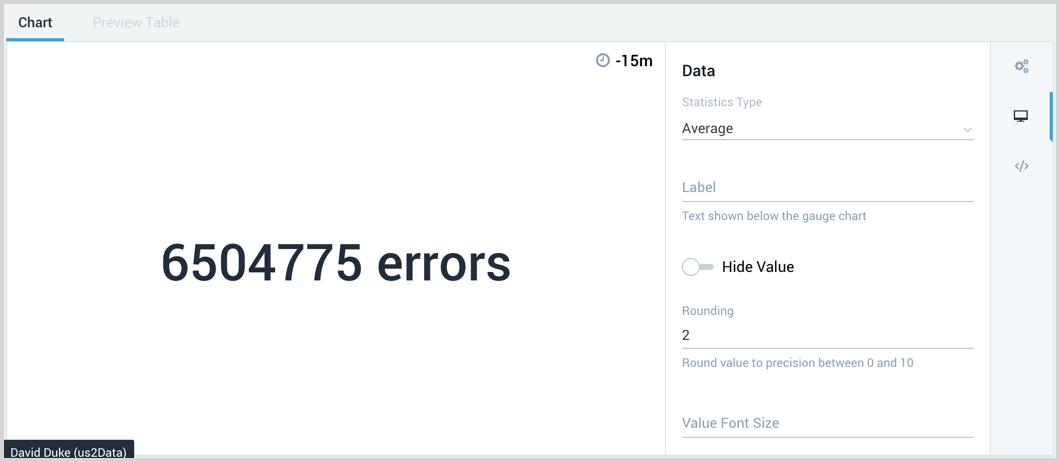 Chart
Preview Table
-15m
6504775 errors
Data
Statistics Type
Average
Label
Text shown below the gauge chart
Hide Value
Rounding
2
Round value to precision between 0 and 10
Value Font Size
David Duke (us2Data)